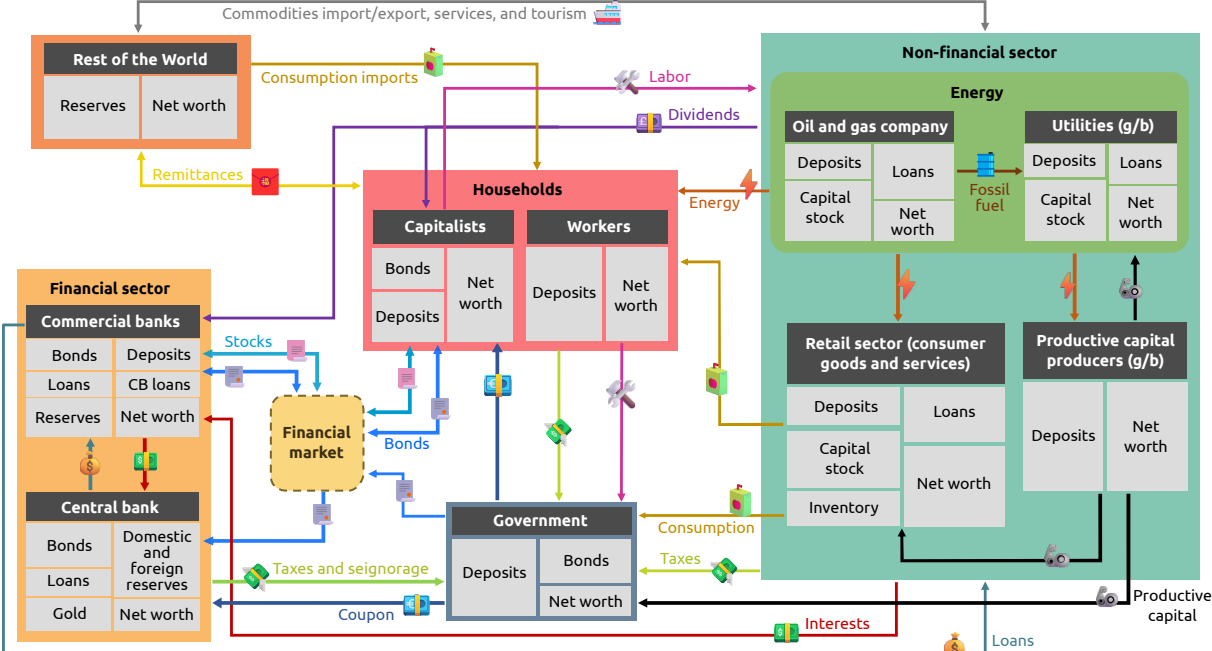 Commodities import/export, services, and tourism
Rest of the World
Reserves
Net worth
Consumption imports
Labor
Dividends
Remittances
Non-financial sector
Energy
Oil and gas company
Deposits
Loans
Capital
stock
Net
worth
Fossil
fuel
Utilities (g/b)
Deposits
Loans
Capital
stock
Net
worth
Energy
Households
Capitalists
Bonds
Deposits
Net
worth
Workers
Deposits
Net
worth
Financial sector
Commercial banks
Bonds
Deposits
Loans
CB loans
Reserves
Net worth
Stocks
Financial
market
Bonds
Retail sector (consumer
goods and services)
Deposits
Loans
Capital
stock
Net worth
Inventory
Productive capital
producers (g/b)
Deposits
Net
worth
Central bank
Bonds
Domestic
and
foreign
reserves
Loans
Gold
Net worth
Government
Deposits
Bonds
Net worth
Consumption
Taxes
Taxes and seignorage
Coupon
Interests
Productive
capital
Loans